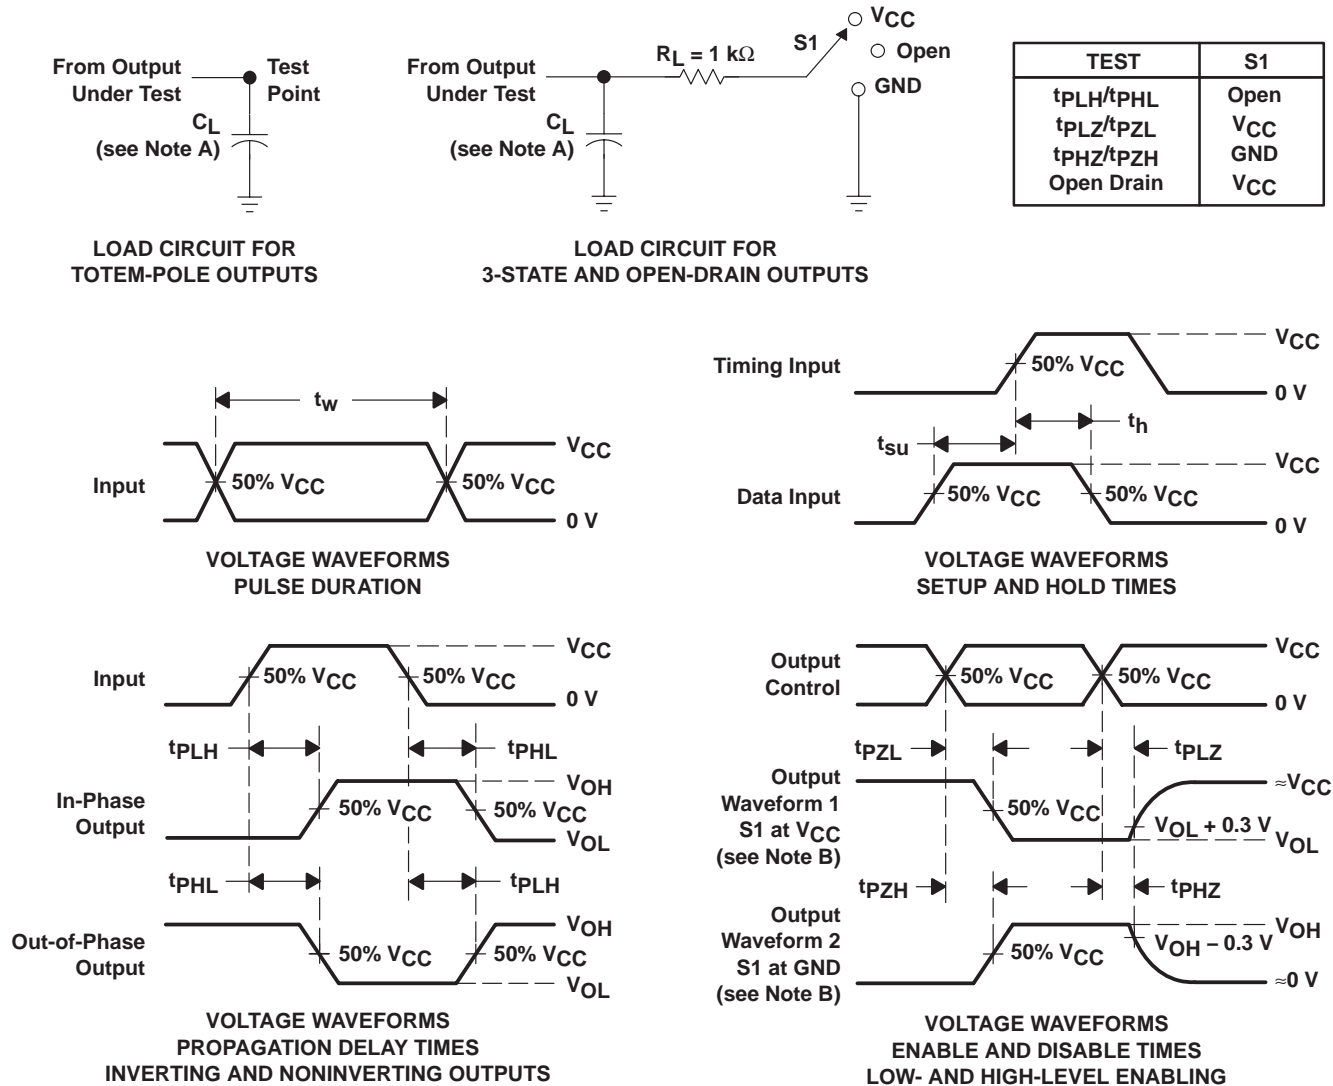 From Output
Under Test
Test
Point
CL
(see Note A)
LOAD CIRCUIT FOR
TOTEM-POLE OUTPUTS
From Output
Under Test
RL = 1 kΩ
S1
VCC
Open
GND
CL
(see Note A)
LOAD CIRCUIT FOR
3-STATE AND OPEN-DRAIN OUTPUTS
TEST S1
tPLH/tPHL Open
tPLZ/tPZL VCC
tPHZ/tPZH GND
Open Drain VCC
tw
Input
VCC
50% VCC
50% VCC
0 V
VOLTAGE WAVEFORMS
PULSE DURATION
Timing Input
VCC
50% VCC
0 V
th
tsu
Data Input
VCC
50% VCC
50% VCC
0 V
VOLTAGE WAVEFORMS
SETUP AND HOLD TIMES
Input
VCC
50% VCC
50% VCC
0 V
tPLH
tPHL
In-Phase
Output
VOH
50% VCC
50% VCC
VOL
tPHL
tPLH
Out-of-Phase
Output
VOH
50% VCC
50% VCC
VOL
VOLTAGE WAVEFORMS
PROPAGATION DELAY TIMES
INVERTING AND NONINVERTING OUTPUTS
Output
Control
VCC
50% VCC
50% VCC
0 V
tPZL
tPLZ
Output
Waveform 1
S1 at VCC
(see Note B)
≈VCC
50% VCC
VOL + 0.3 V
VOL
tPZH
tPHZ
Output
Waveform 2
S1 at GND
(see Note B)
VOH
50% VCC
VOH − 0.3 V
≈0 V
VOLTAGE WAVEFORMS
ENABLE AND DISABLE TIMES
LOW- AND HIGH-LEVEL ENABLING